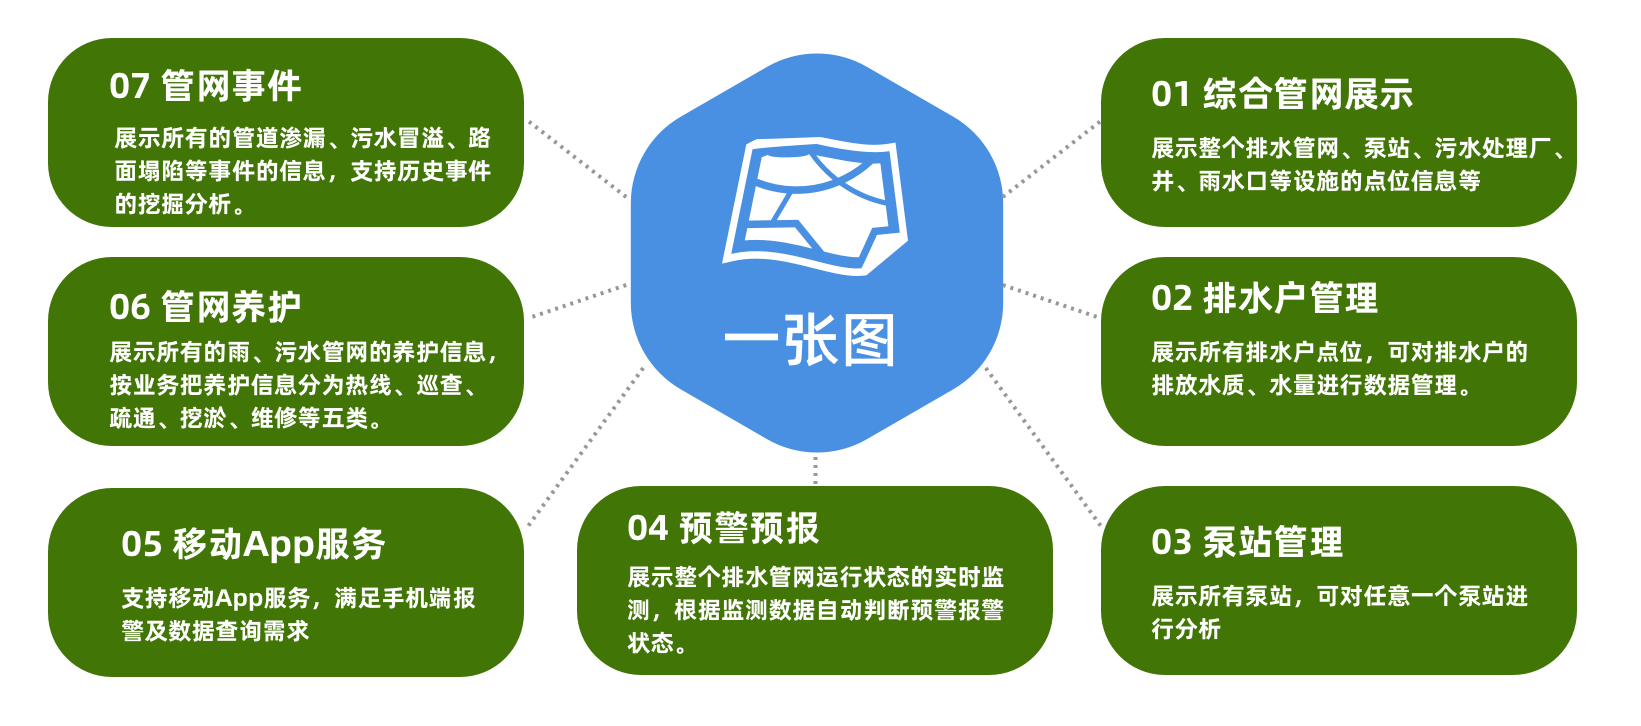 07 管网事件
展示所有的管道渗漏、污水冒溢、路
面塌陷等事件的信息，支持历史事件
的挖掘分析。
06 管网养护
展示所有的雨、污水管网的养护信息，
按业务把养护信息分为热线、巡查、
疏通、挖淤、维修等五类。
05 移动App服务
支持移动App服务，满足手机端报
警及数据查询需求
一张图
04 预警预报
展示整个排水管网运行状态的实时监
测，根据监测数据自动判断预警报警
状态。
01 综合管网展示
展示整个排水管网、泵站、污水处理厂、
井、雨水口等设施的点位信息等
02 排水户管理
展示所有排水户点位，可对排水户的
排放水质、水量进行数据管理。
03 泵站管理
展示所有泵站，可对任意一个泵站进
行分析